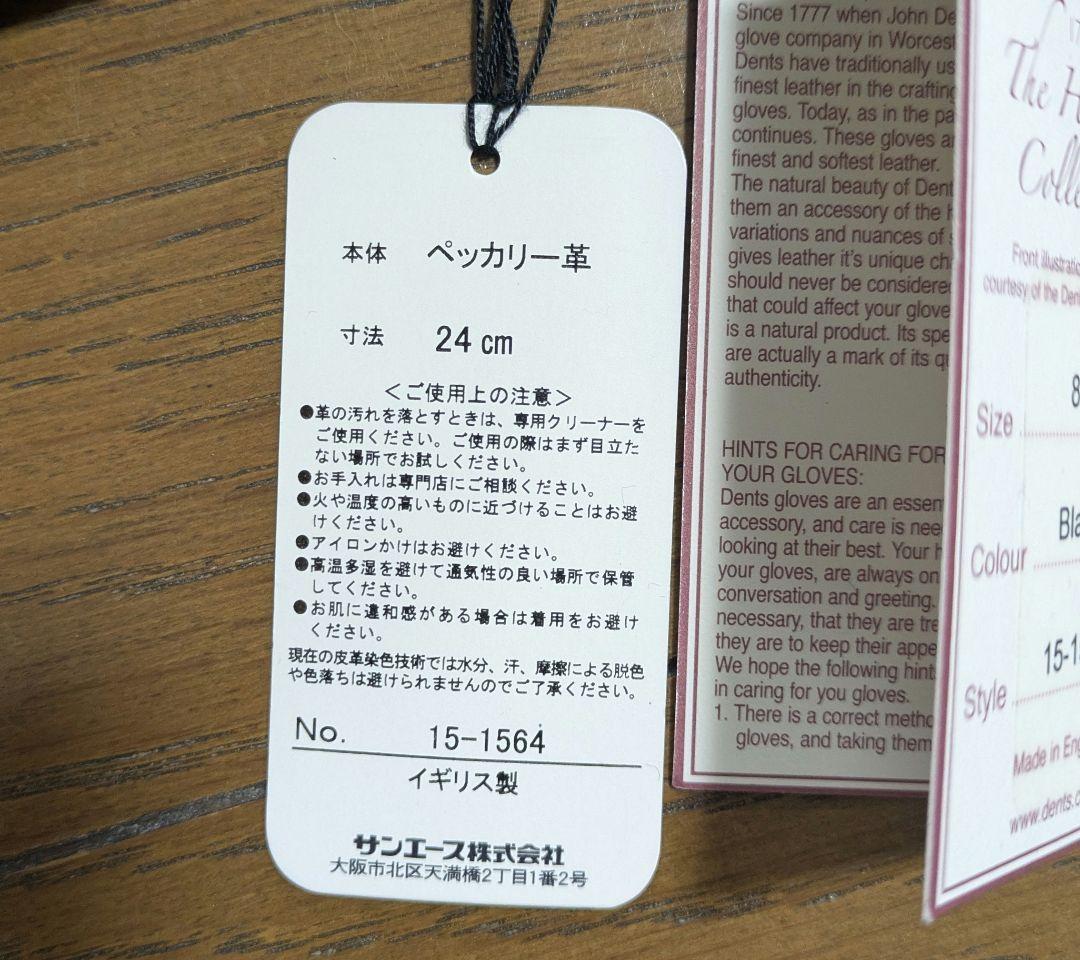 本体 ペッカリー革
寸法 24 cm
＜ご使用上の注意＞
●革の汚れを落とすときは、専用クリーナーを
ご使用ください。ご使用の際はまず目立た
ない場所でお試しください。
●お手入れは専門店にご相談ください。
●火や温度の高いものに近づけることはお避
けください。
●アイロンかけはお避けください。
●高温多湿を避けて通気性の良い場所で保管
してください。
●お肌に違和感がある場合は着用をお避け
ください。
現在の皮革染色技術では水分、汗、摩擦による脱色
や色落ちは避けられませんのでご了承ください。
No. 15-1564
イギリス製
サンエース株式会社
大阪市北区天満橋2丁目1番2号
Since 1777 when John De
glove company in Worcest
Dents have traditionally us
finest leather in the crafting
gloves. Today, as in the pa
continues. These gloves a
finest and softest leather.
The natural beauty of Dent
them an accessory of the h
variations and nuances of s
gives leather it's unique ch
should never be considered
that could affect your glove
is a natural product. Its spe
are actually a mark of its qu
authenticity.
HINTS FOR CARING FOR
YOUR GLOVES:
Dents gloves are an essen
accessory, and care is nee
looking at their best. Your h
your gloves, are always on
conversation and greeting.
necessary, that they are tre
they are to keep their appe
We hope the following hint
in caring for you gloves.
1. There is a correct metho
gloves, and taking them
The H
Colle
Front illustratio
courtesy of the Den
Size 8
Colour Bla
Style 15-1
Made in Eng
www.dents.c